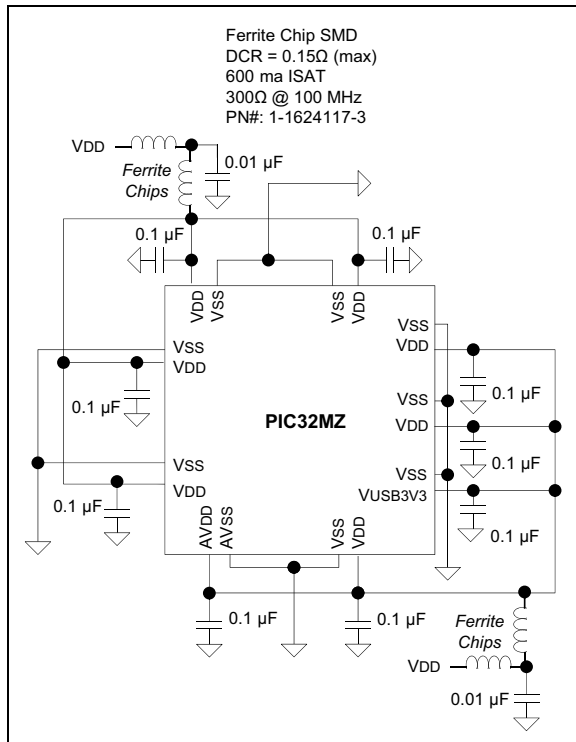 Ferrite Chip SMD
DCR = 0.15Ω (max)
600 ma ISAT
300Ω @ 100 MHz
PN#: 1-1624117-3
VDD
0.01 µF
Ferrite
Chips
0.1 µF
0.1 µF
VDD
VSS
VSS
VDD
VSS
VDD
VSS
VDD
0.1 µF
0.1 µF
VSS
PIC32MZ
VDD
0.1 µF
VSS
VDD
VSS
VUSB3V3
0.1 µF
0.1 µF
AVDD
AVSS
VSS
VDD
0.1 µF
0.1 µF
Ferrite
Chips
VDD
0.01 µF